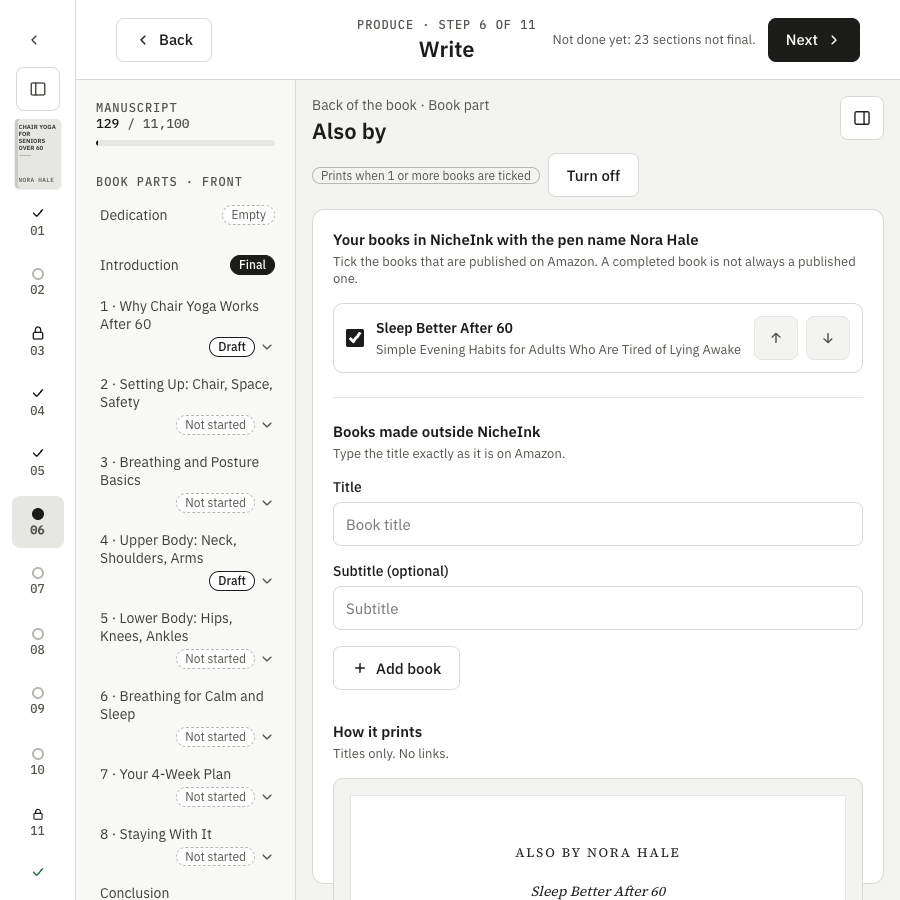 PRODUCE · STEP 6 OF 11
Back
Write
Not done yet: 23 sections not final.
Next
CHAIR YOGA
FOR
SENIORS
OVER 60
NORA HALE
01
02
03
04
05
06
07
08
09
10
11
MANUSCRIPT
129 / 11,100
BOOK PARTS · FRONT
Dedication
Empty
Introduction
Final
1 · Why Chair Yoga Works
After 60
Draft
2 · Setting Up: Chair, Space,
Safety
Not started
3 · Breathing and Posture
Basics
Not started
4 · Upper Body: Neck,
Shoulders, Arms
Draft
5 · Lower Body: Hips,
Knees, Ankles
Not started
6 · Breathing for Calm and
Sleep
Not started
7 · Your 4-Week Plan
Not started
8 · Staying With It
Not started
Conclusion
Back of the book · Book part
Also by
Prints when 1 or more books are ticked
Turn off
Your books in NicheInk with the pen name Nora Hale
Tick the books that are published on Amazon. A completed book is not always a published
one.
Sleep Better After 60
Simple Evening Habits for Adults Who Are Tired of Lying Awake
Books made outside NicheInk
Type the title exactly as it is on Amazon.
Title
Book title
Subtitle (optional)
Subtitle
Add book
How it prints
Titles only. No links.
ALSO BY NORA HALE
Sleep Better After 60